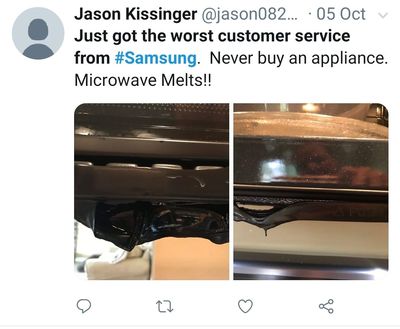 Jason Kissinger @jason082... · 05 Oct
Just got the worst customer service
from #Samsung. Never buy an appliance.
Microwave Melts!!